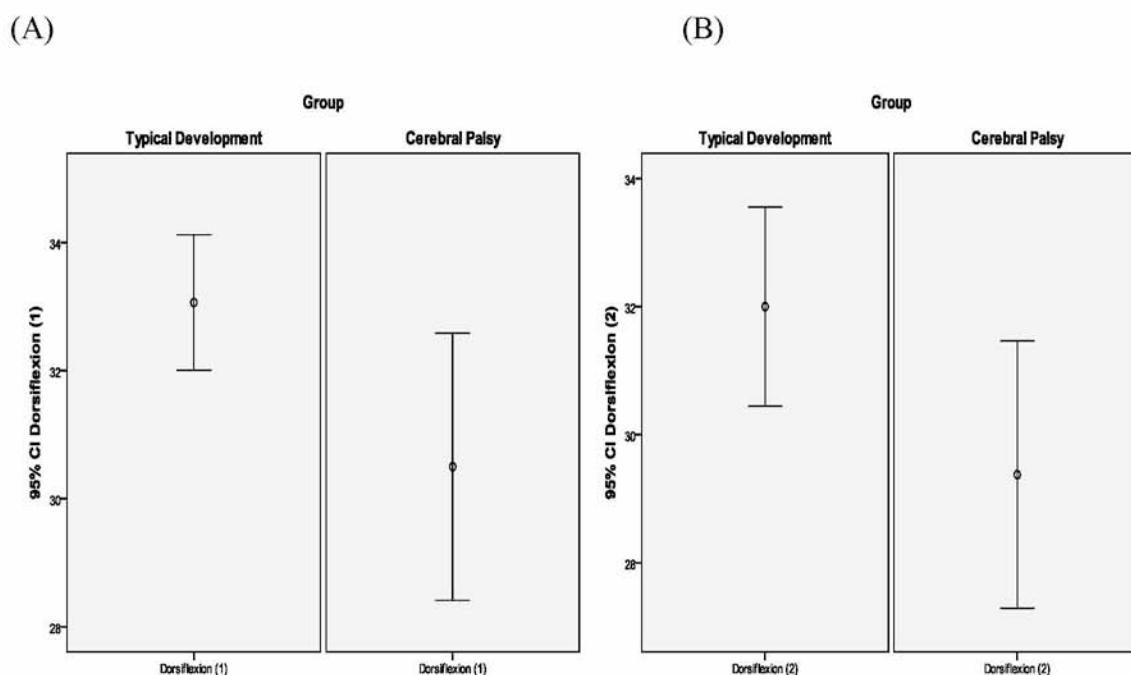 (A)
Group
Typical Development Cerebral Palsy
95% CI Dorsiflexion (1)
34
32
30
28
Dorsiflexion (1) Dorsiflexion (1)
(B)
Group
Typical Development Cerebral Palsy
95% CI Dorsiflexion (2)
34
32
30
28
Dorsiflexion (2) Dorsiflexion (2)